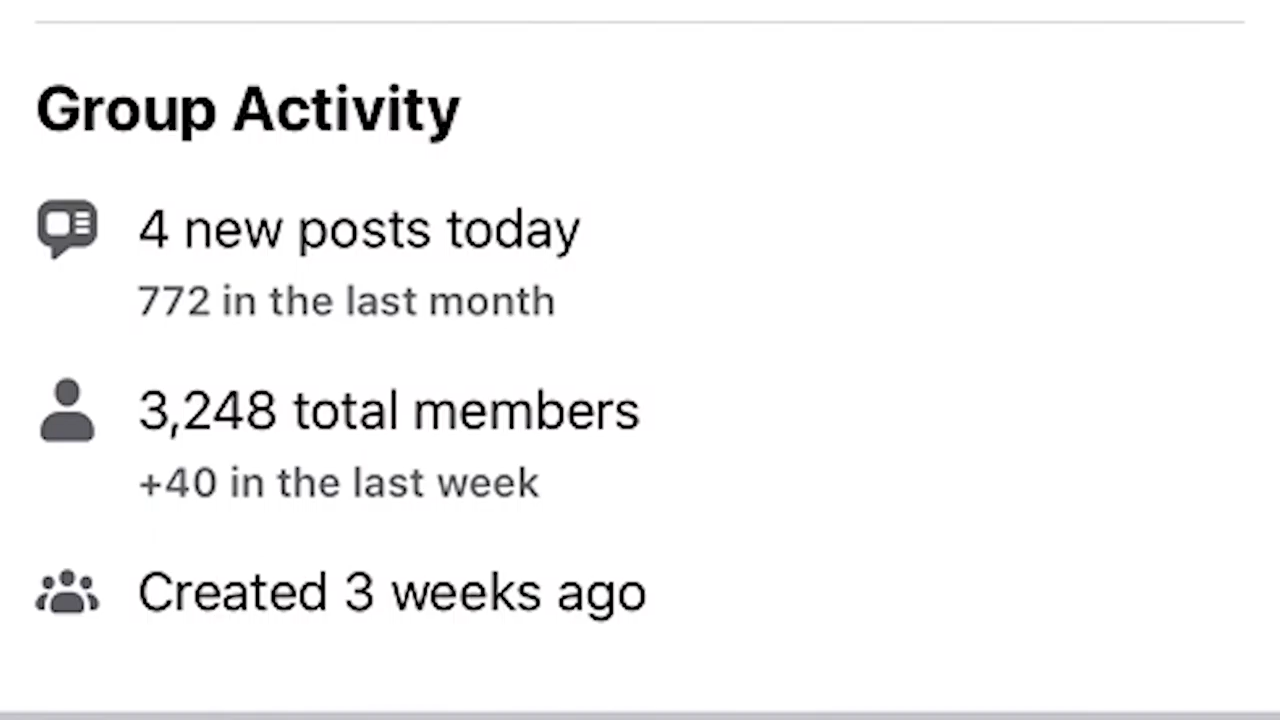 Group Activity
4 new posts today
772 in the last month
3,248 total members
+40 in the last week
Created 3 weeks ago